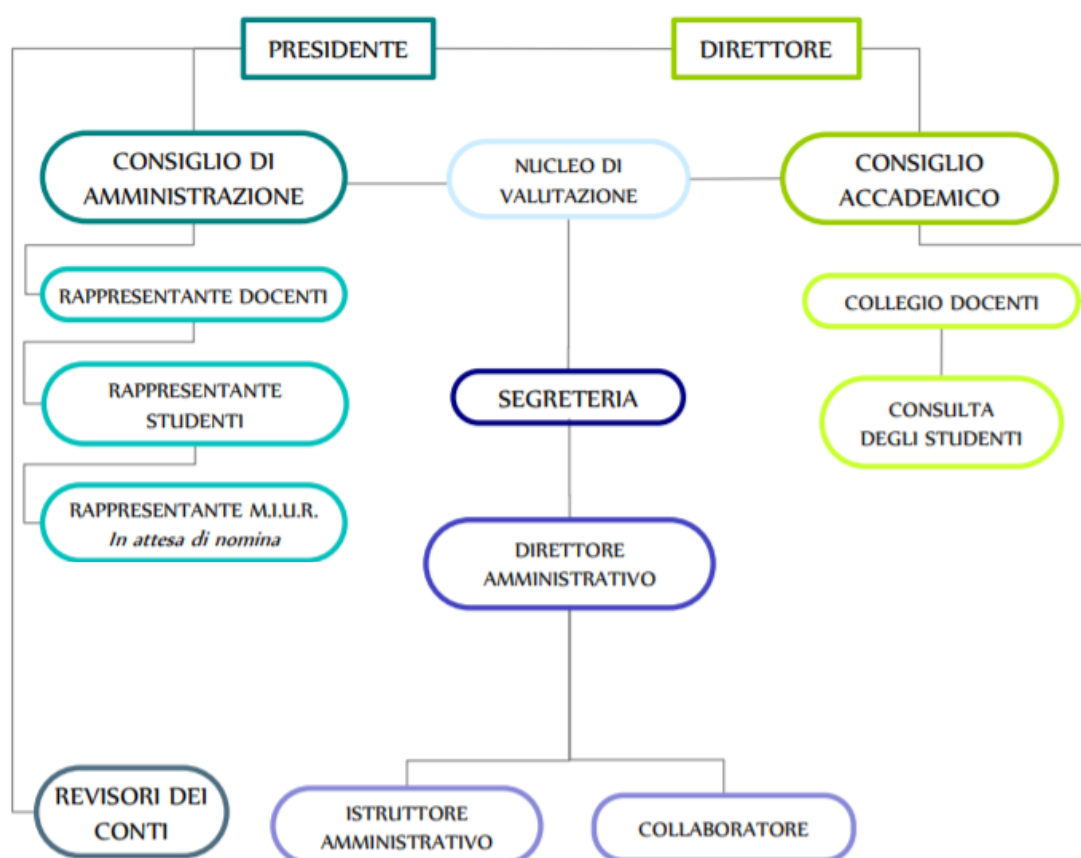 PRESIDENTE
DIRETTORE
CONSIGLIO DI
AMMINISTRAZIONE
NUCLEO DI
VALUTAZIONE
CONSIGLIO
ACCADEMICO
RAPPRESENTANTE DOCENTI
COLLEGIO DOCENTI
RAPPRESENTANTE
STUDENTI
SEGRETERIA
CONSULTA
DEGLI STUDENTI
RAPPRESENTANTE M.I.U.R.
In attesa di nomina
DIRETTORE
AMMINISTRATIVO
REVISORI DEI
CONTI
ISTRUTTORE
AMMINISTRATIVO
COLLABORATORE